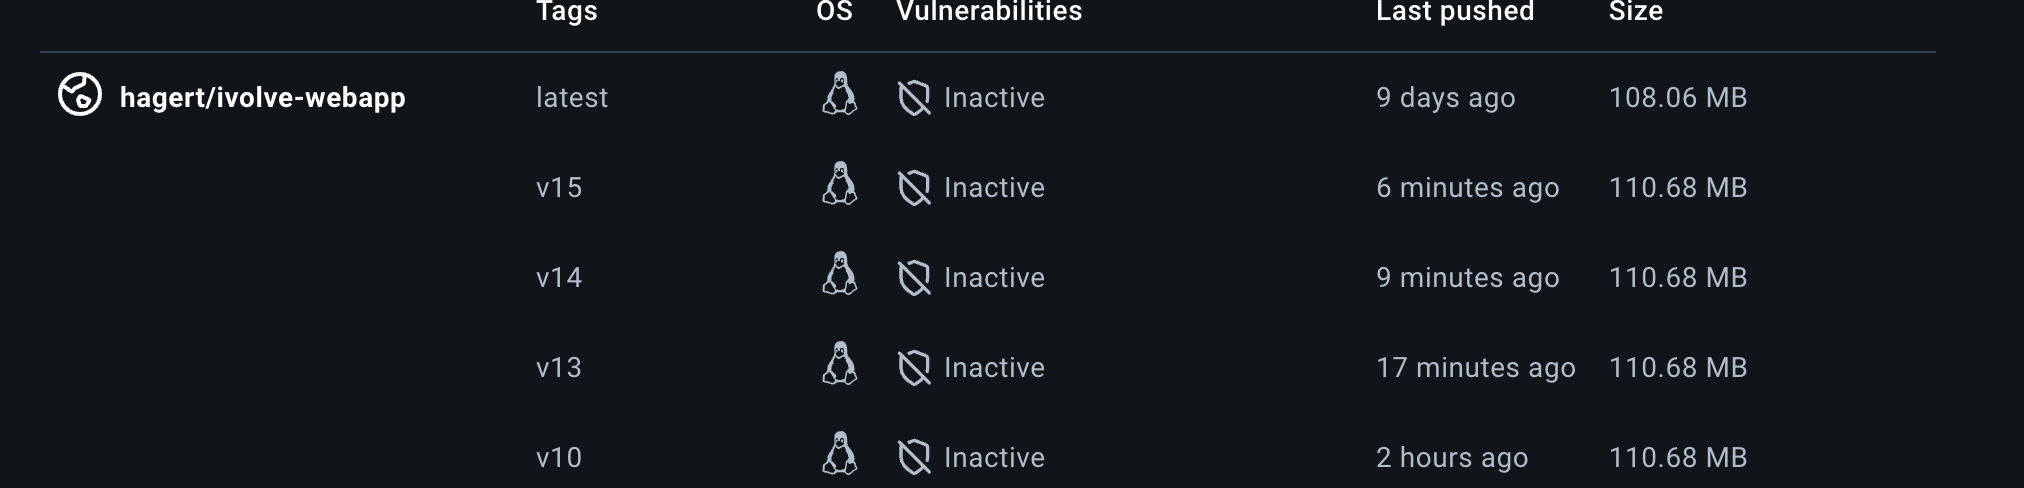 Tags OS Vulnerabilities Last pushed Size
hagert/ivolve-webapp latest Inactive 9 days ago 108.06 MB
v15 Inactive 6 minutes ago 110.68 MB
v14 Inactive 9 minutes ago 110.68 MB
v13 Inactive 17 minutes ago 110.68 MB
v10 Inactive 2 hours ago 110.68 MB